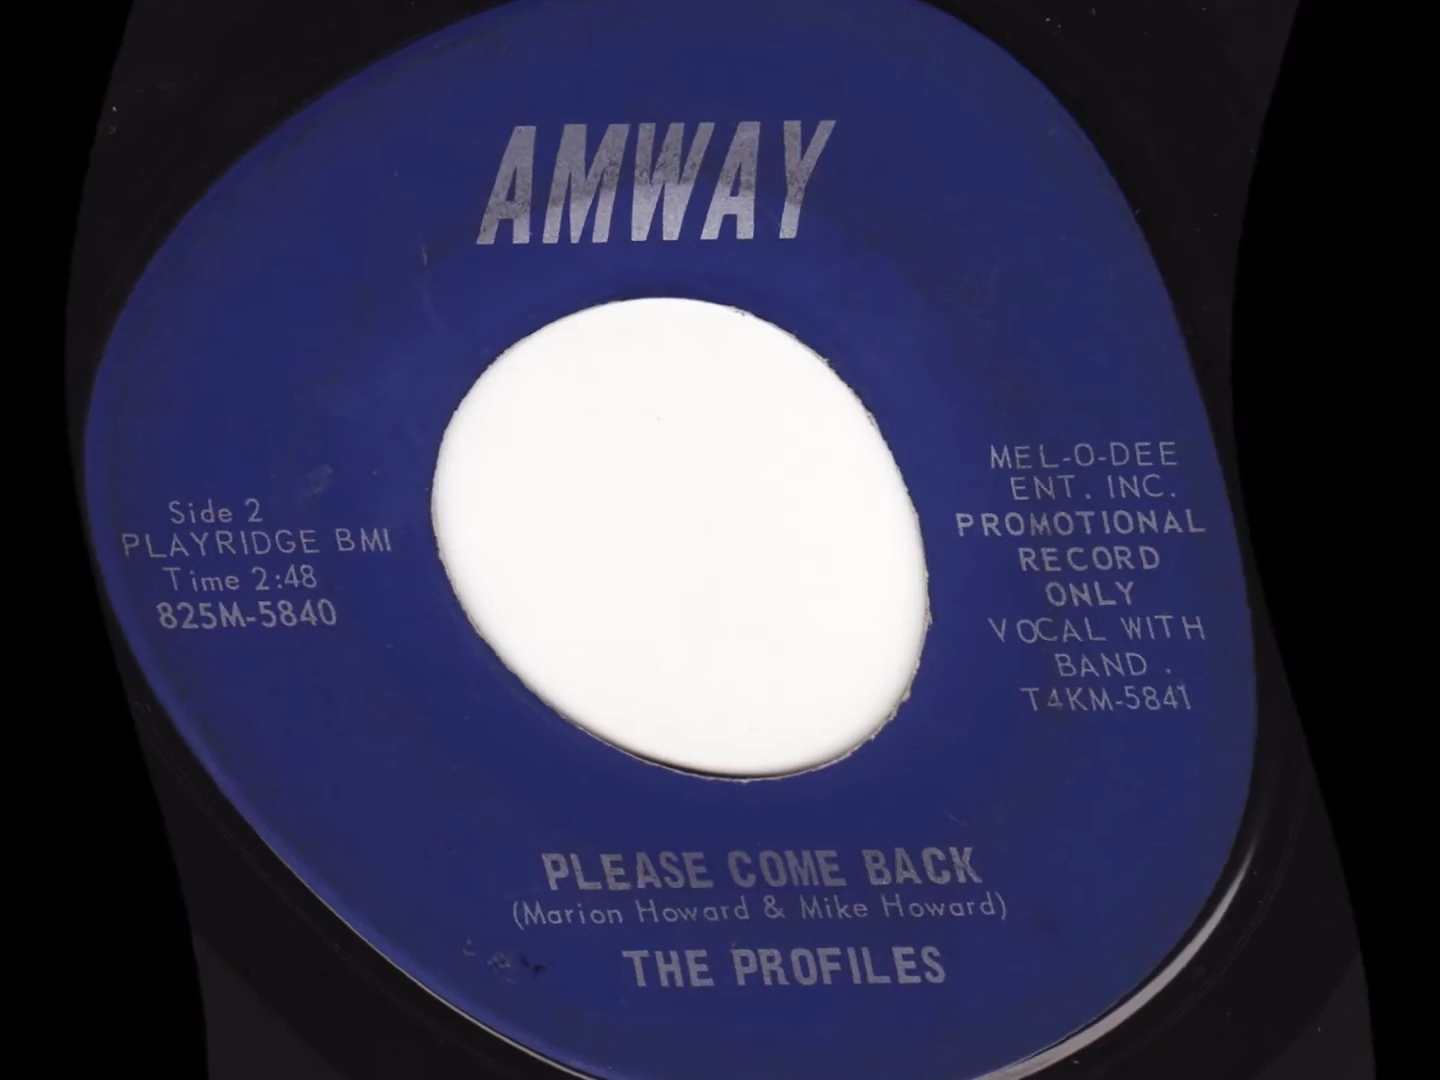 AMWAY
Side 2
PLAYRIDGE BMI
Time 2:48
825M-5840
MEL-O-DEE
ENT. INC.
PROMOTIONAL
RECORD
ONLY
VOCAL WITH
BAND.
T4KM-5841
PLEASE COME BACK
(Marion Howard & Mike Howard)
THE PROFILES